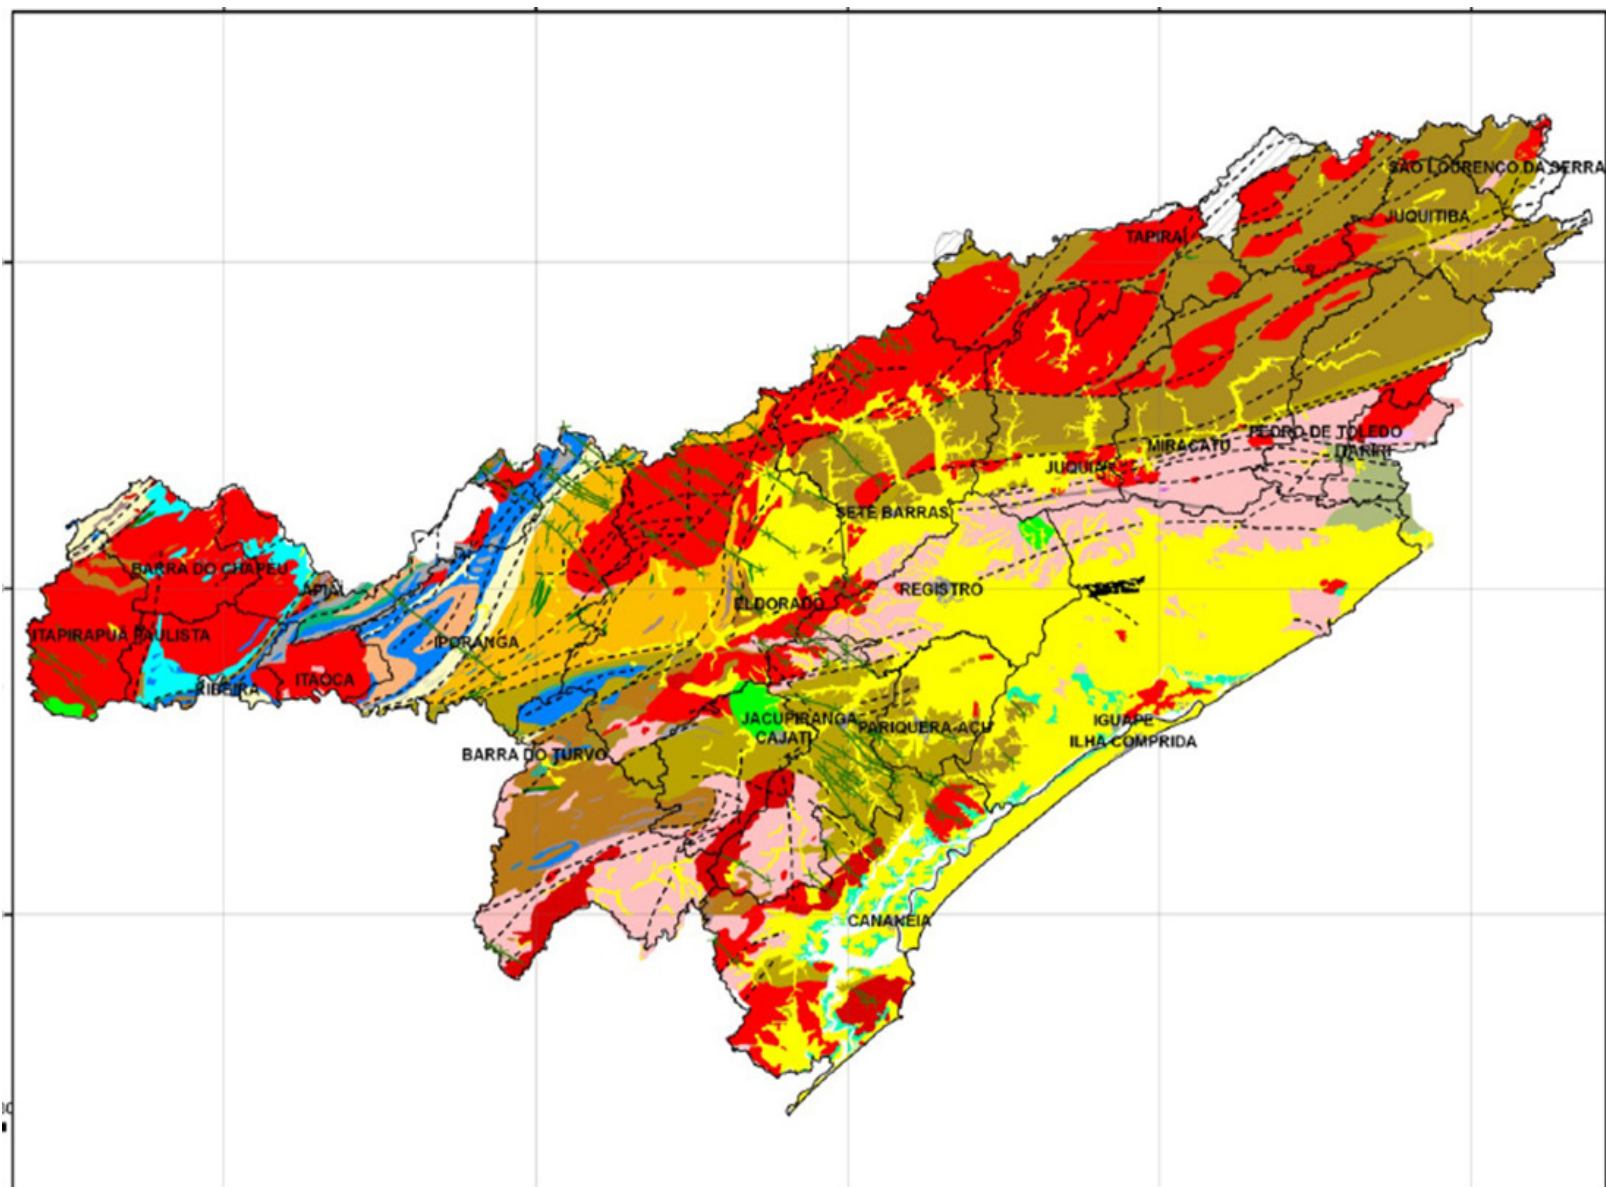 SÃO LOURENÇO DA SERRA
JUQUITIBA
TAPIRAÍ
PEDRO DE TOLEDO
MIRACATU
ITARIRI
JUQUIÁ
SETE BARRAS
BARRA DO CHAPÉU
APIAÍ
REGISTRO
ELDORADO
ITAPIRAPUÃ PAULISTA
IPORANGA
ITAÓCA
RIBEIRA
JACUPIRANGA
CAJATI
PARIQUERA-AÇU
IGUAPE
ILHA COMPRIDA
BARRA DO TURVO
CANANÉIA